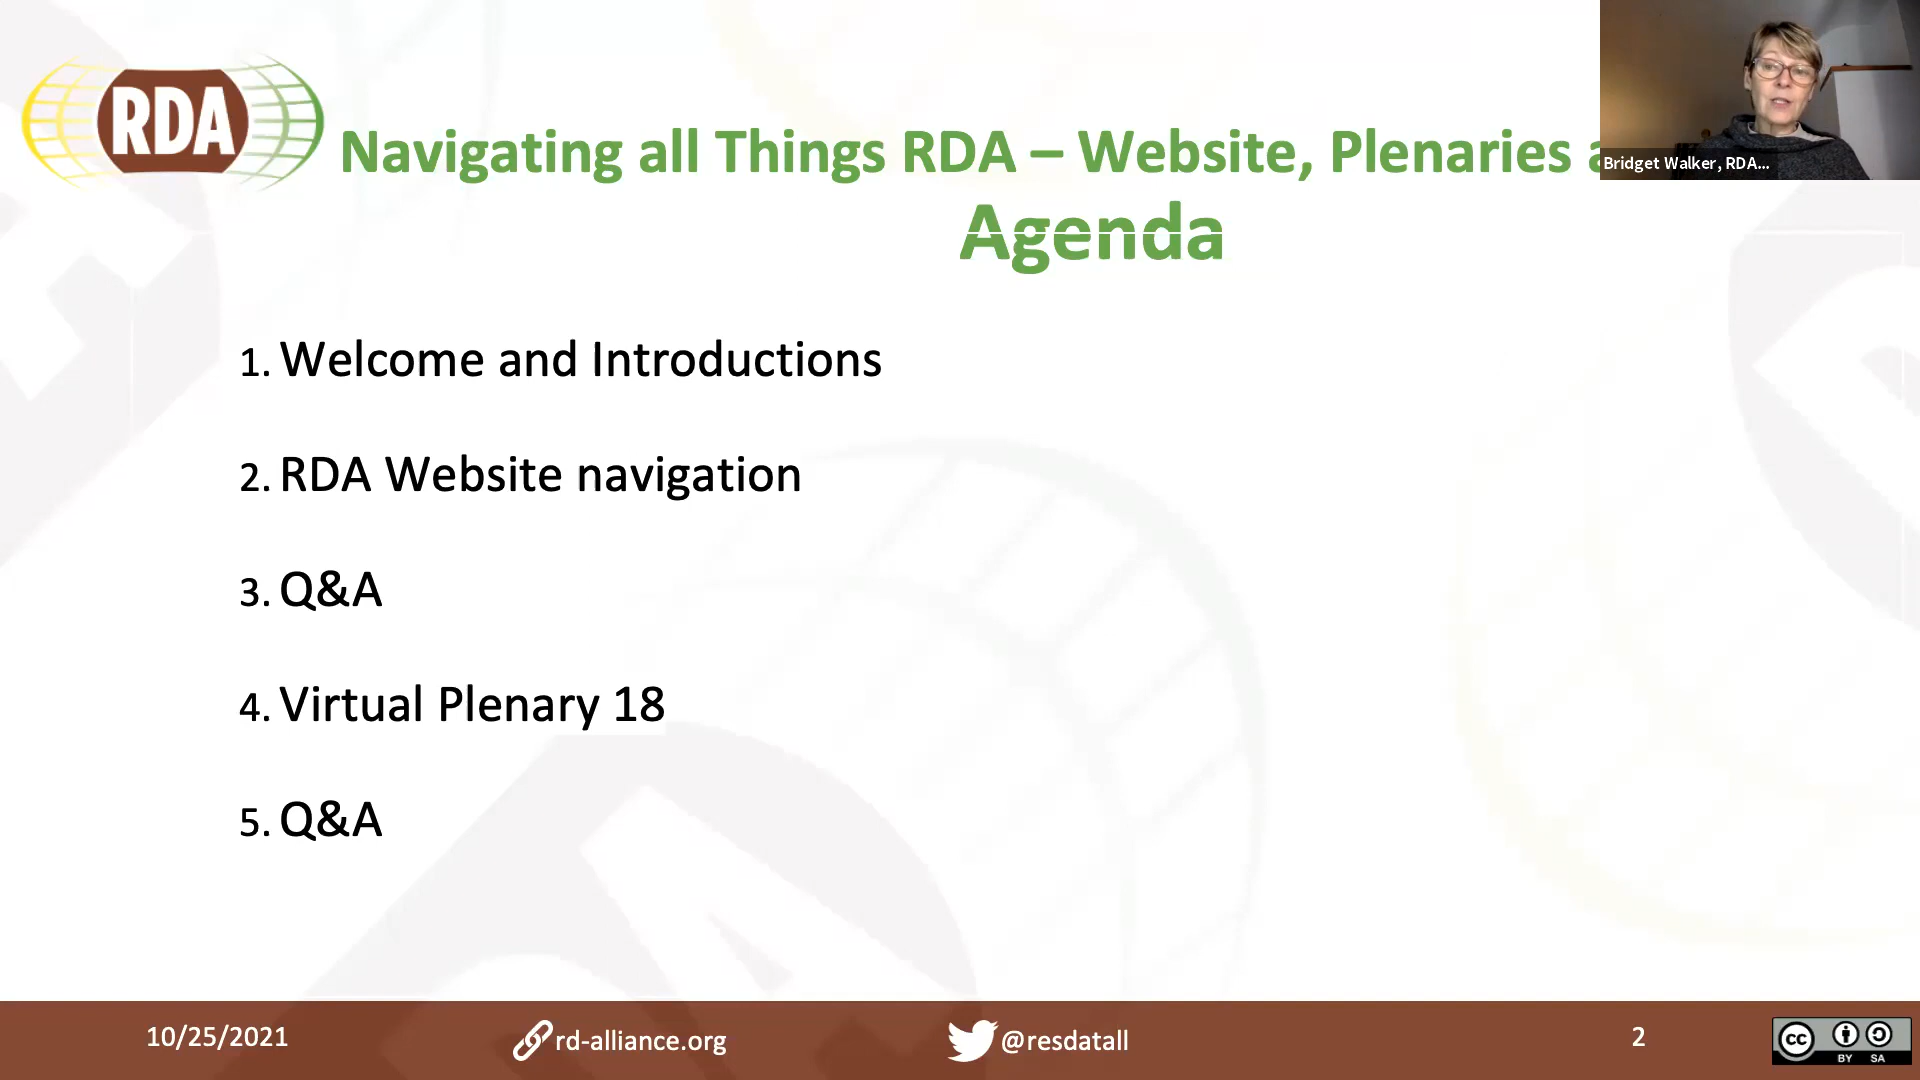 RDA
Navigating all Things RDA – Website, Plenaries
Agenda
Bridget Walker, RDA...
1. Welcome and Introductions
2. RDA Website navigation
3. Q&A
4. Virtual Plenary 18
5. Q&A
10/25/2021
rd-alliance.org
@resdatall
2
cc
BY SA